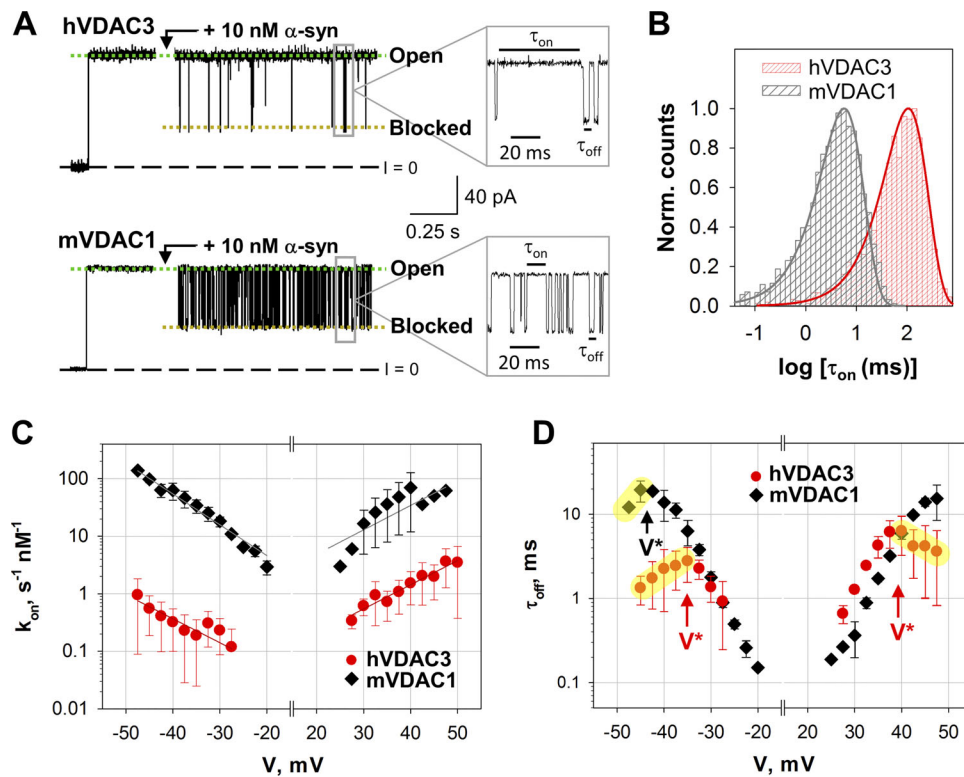 A
hVDAC3
+ 10 nM α-syn
Open
Blocked
I = 0
τon
20 ms
τoff
40 pA
0.25 s
mVDAC1
+ 10 nM α-syn
Open
Blocked
I = 0
τon
20 ms
τoff
B
hVDAC3
mVDAC1
Norm. counts
1.0
0.8
0.6
0.4
0.2
0.0
-1 0 1 2
log [τon (ms)]
C
kon, s-1 nM-1
100
10
1
0.1
0.01
hVDAC3
mVDAC1
-50 -40 -30 -20 20 30 40 50
V, mV
D
τoff, ms
10
1
0.1
hVDAC3
mVDAC1
V*
V*
V*
-50 -40 -30 -20 20 30 40 50
V, mV